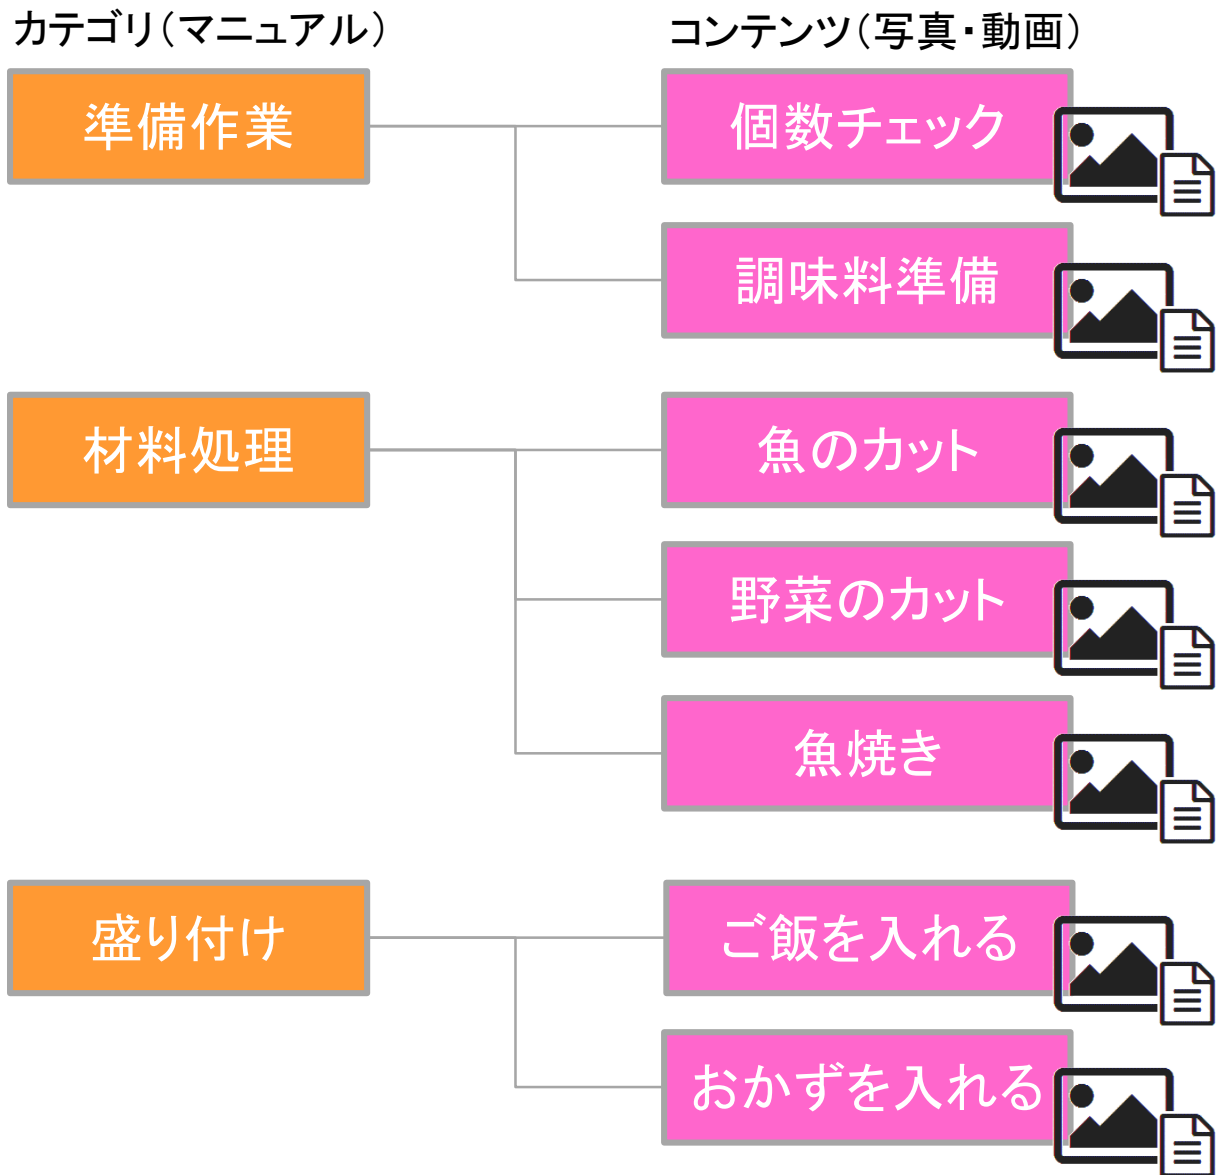 カテゴリ（マニュアル）
コンテンツ（写真・動画）
準備作業
個数チェック
調味料準備
材料処理
魚のカット
野菜のカット
魚焼き
盛り付け
ご飯を入れる
おかずを入れる